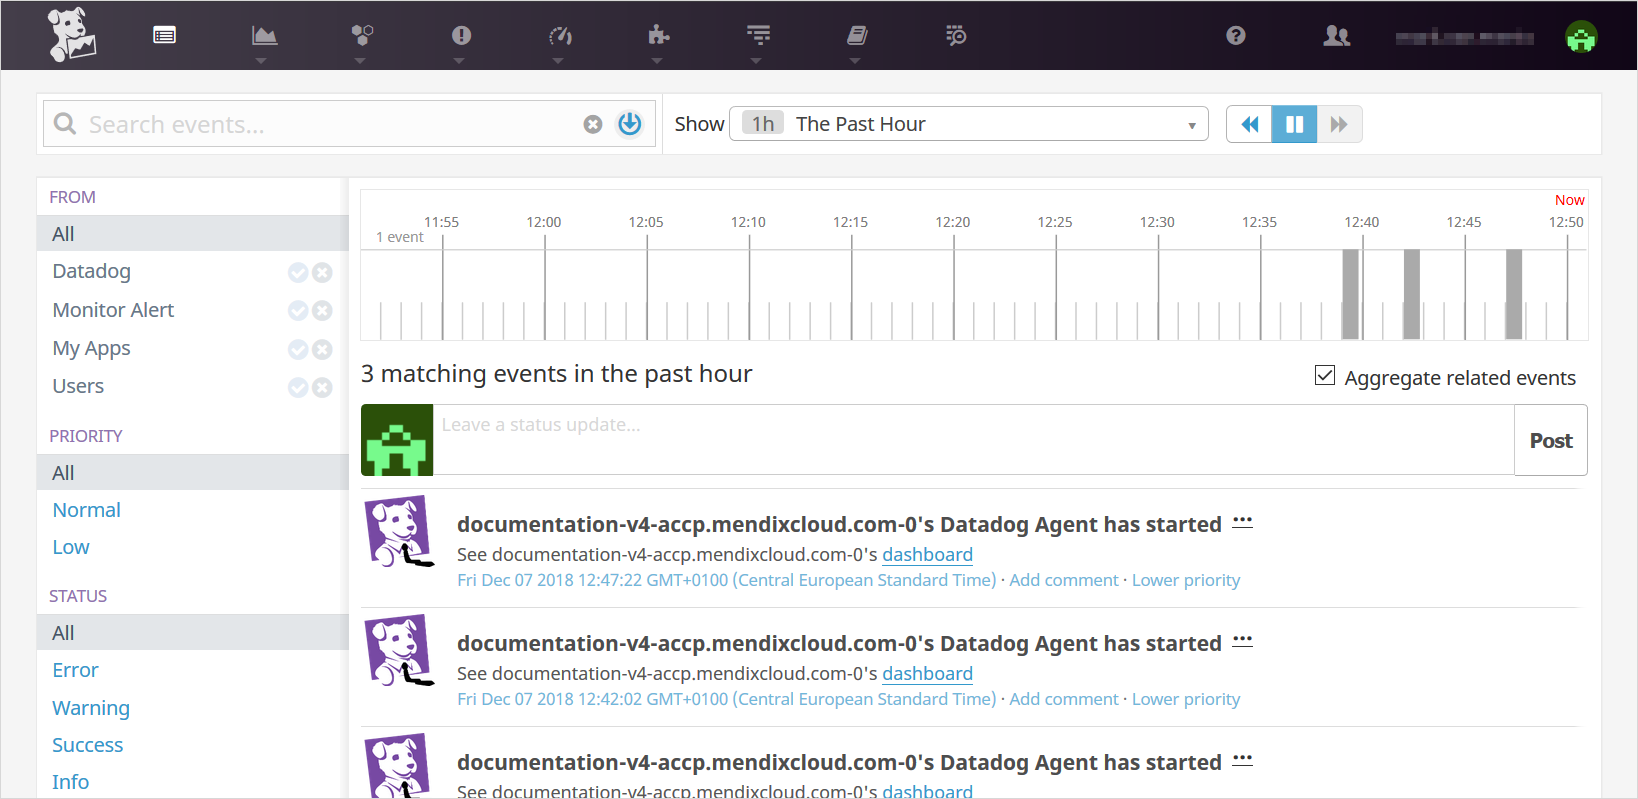 Search events...
Show 1h The Past Hour
FROM
All
Datadog
Monitor Alert
My Apps
Users
PRIORITY
All
Normal
Low
STATUS
All
Error
Warning
Success
Info
Now
11:55 12:00 12:05 12:10 12:15 12:20 12:25 12:30 12:35 12:40 12:45 12:50
1 event
3 matching events in the past hour
Aggregate related events
Leave a status update...
Post
documentation-v4-accp.mendixcloud.com-0's Datadog Agent has started ...
See documentation-v4-accp.mendixcloud.com-0's dashboard
Fri Dec 07 2018 12:47:22 GMT+0100 (Central European Standard Time) · Add comment · Lower priority
documentation-v4-accp.mendixcloud.com-0's Datadog Agent has started ...
See documentation-v4-accp.mendixcloud.com-0's dashboard
Fri Dec 07 2018 12:42:02 GMT+0100 (Central European Standard Time) · Add comment · Lower priority
documentation-v4-accp.mendixcloud.com-0's Datadog Agent has started ...
See documentation-v4-accp.mendixcloud.com-0's dashboard